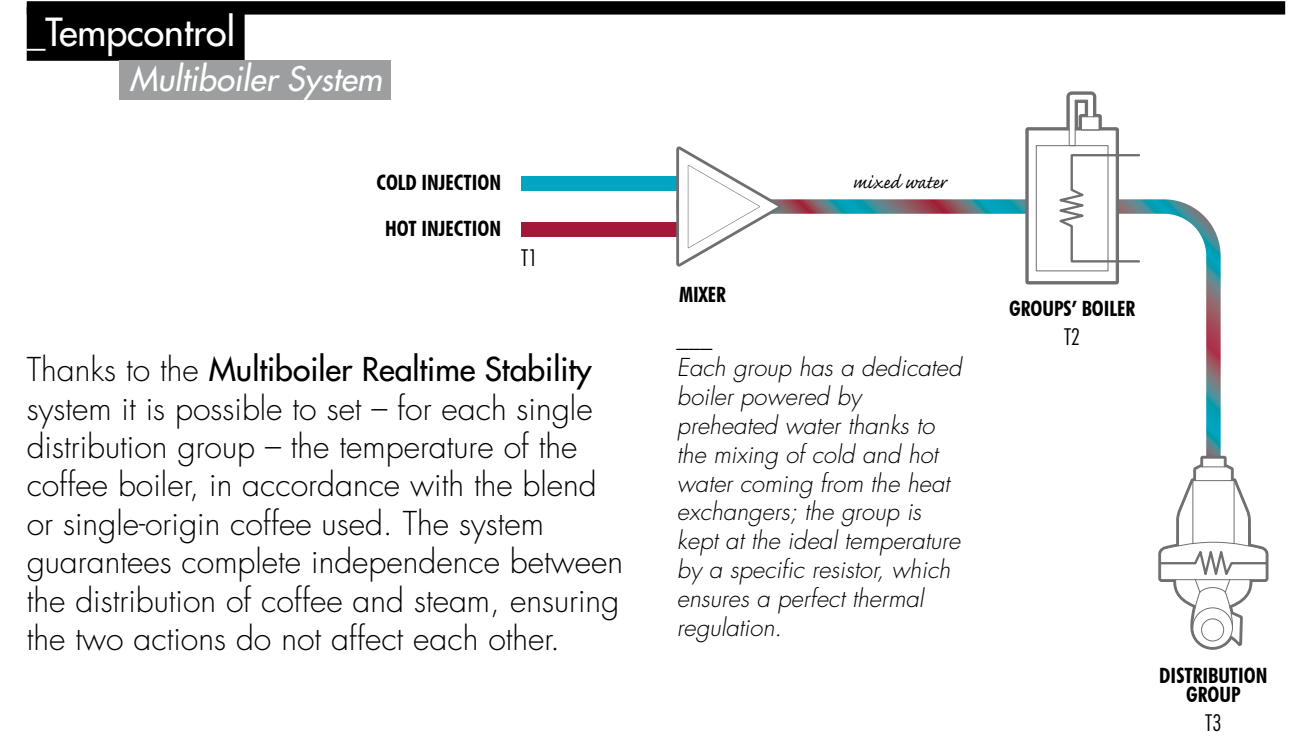 _Tempcontrol
Multiboiler System
COLD INJECTION
HOT INJECTION
T1
MIXER
mixed water
GROUPS' BOILER
T2
Thanks to the Multiboiler Realtime Stability
system it is possible to set – for each single
distribution group – the temperature of the
coffee boiler, in accordance with the blend
or single-origin coffee used. The system
guarantees complete independence between
the distribution of coffee and steam, ensuring
the two actions do not affect each other.
Each group has a dedicated
boiler powered by
preheated water thanks to
the mixing of cold and hot
water coming from the heat
exchangers; the group is
kept at the ideal temperature
by a specific resistor, which
ensures a perfect thermal
regulation.
DISTRIBUTION
GROUP
T3